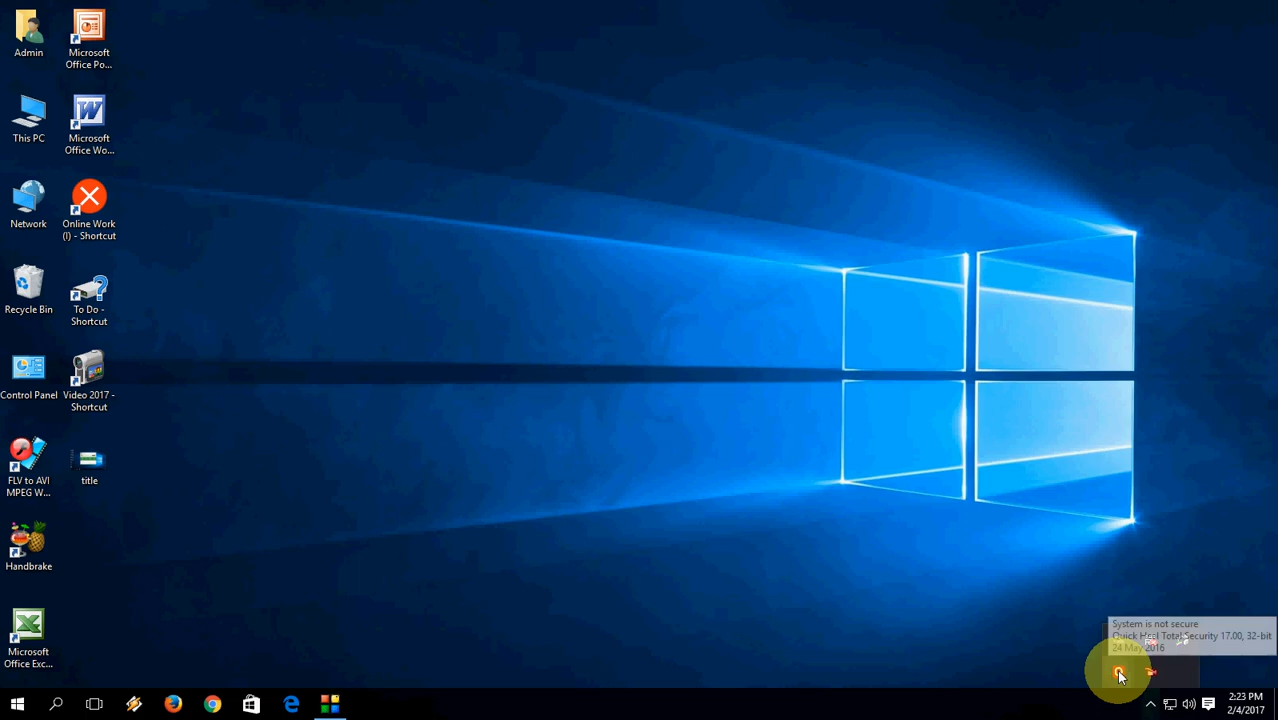 Admin
Microsoft
Office Po...
This PC
Microsoft
Office Wo...
Network
Online Work
(I) - Shortcut
Recycle Bin
To Do -
Shortcut
Control Panel
Video 2017 -
Shortcut
FLV to AVI
MPEG W...
title
Handbrake
Microsoft
Office Exc...
System is not secure
Quick Heal Total Security 17.00, 32-bit
24 May 2016
2:23 PM
2/4/2017